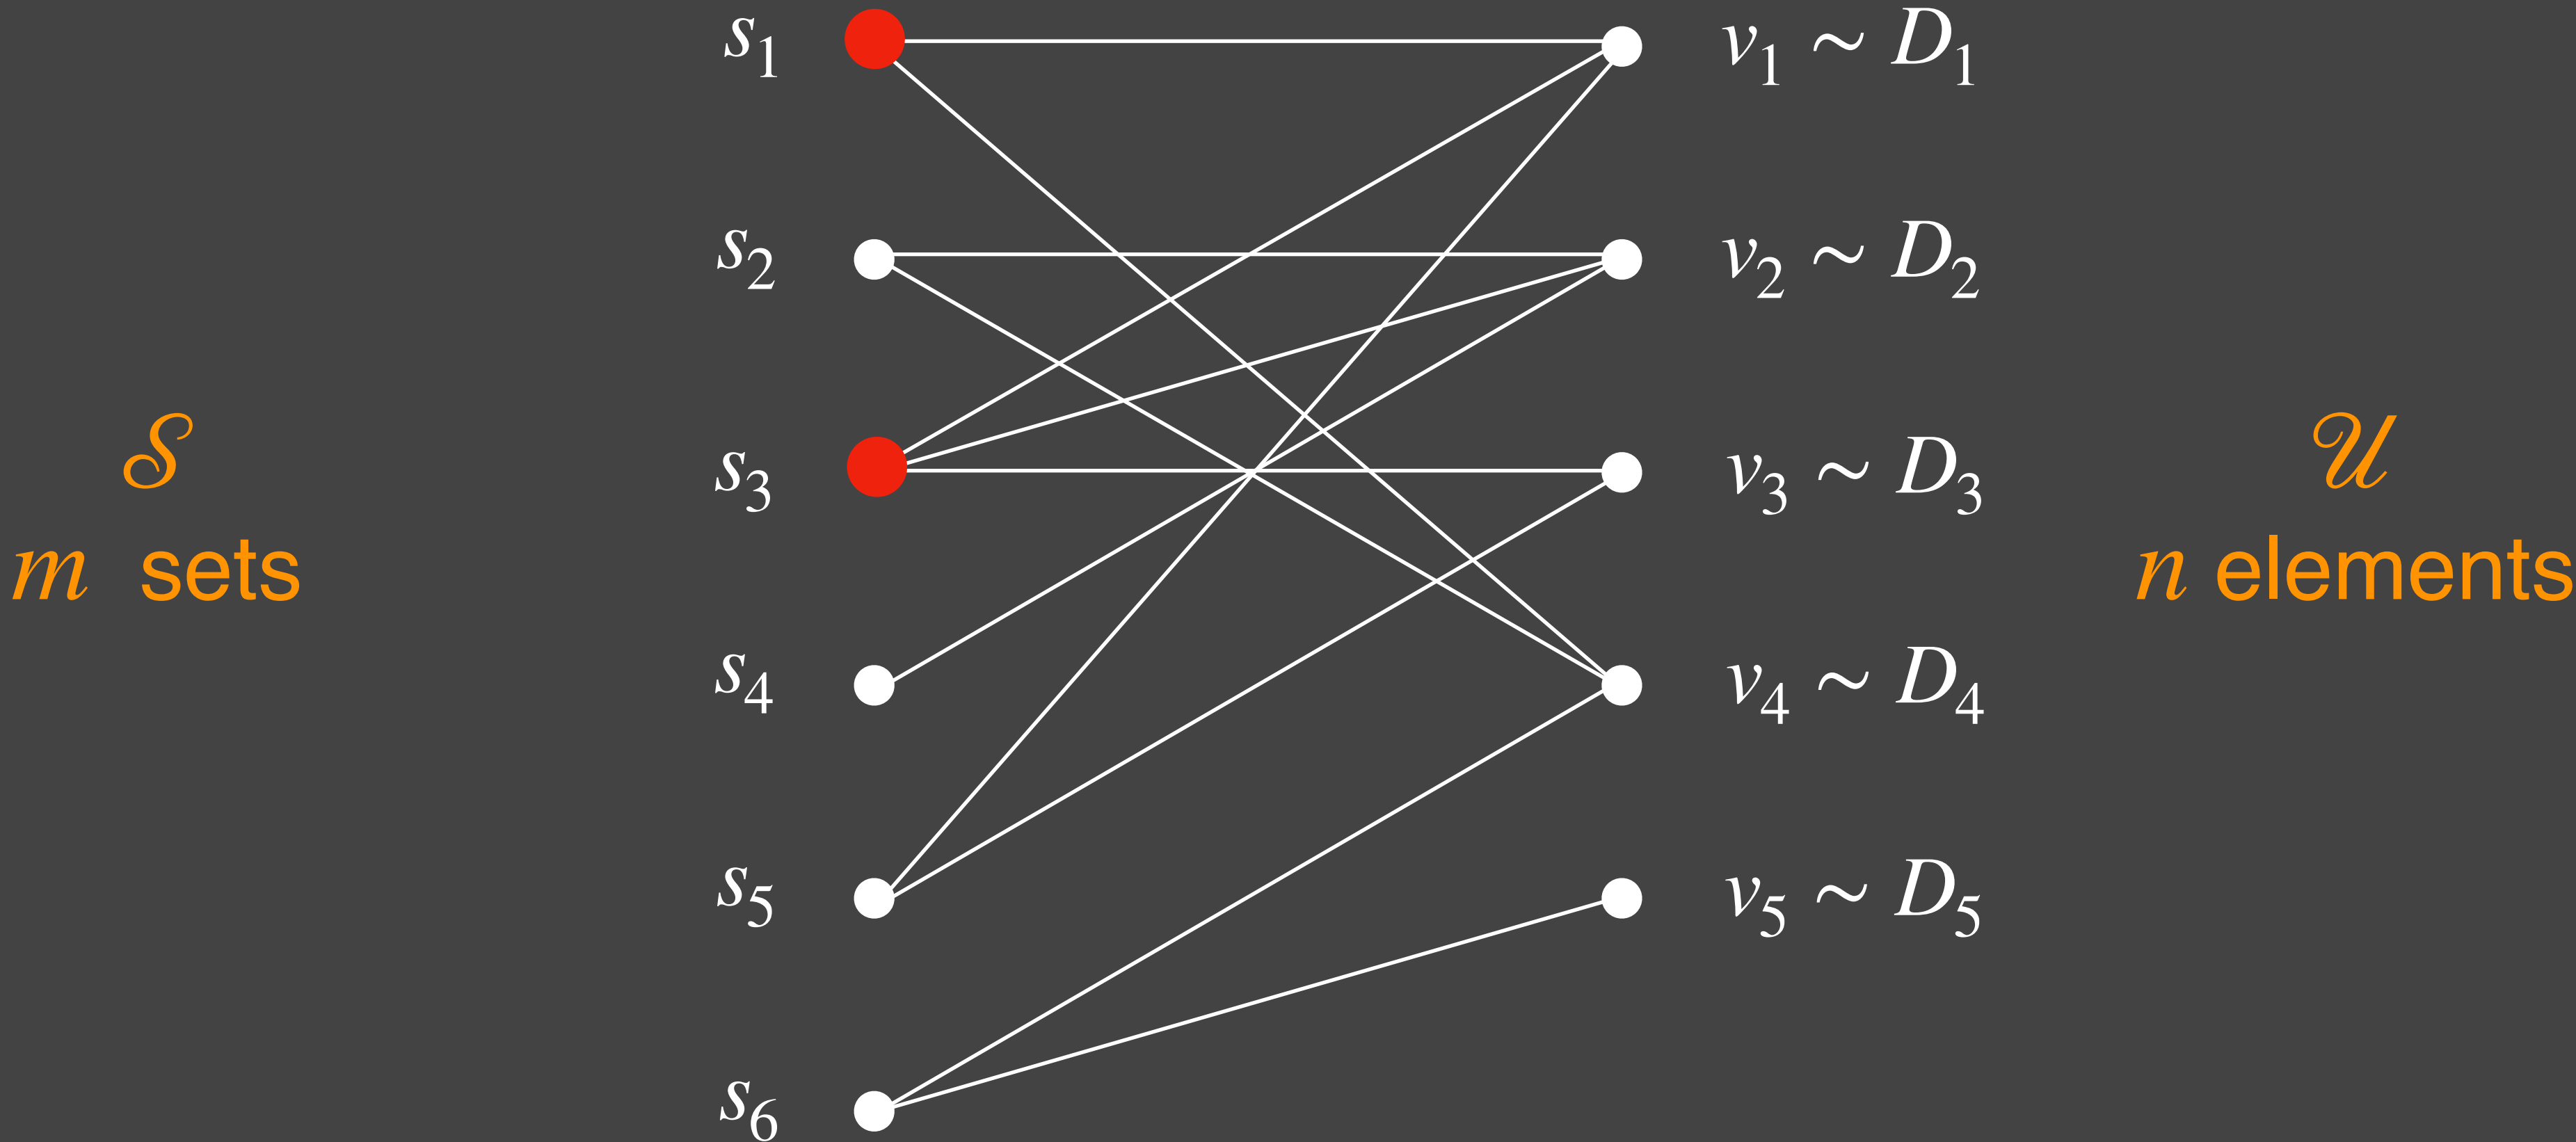 s₁
v₁ ~ D₁
s₂
v₂ ~ D₂
𝒮
m sets
s₃
v₃ ~ D₃
𝒰
n elements
s₄
v₄ ~ D₄
s₅
v₅ ~ D₅
s₆